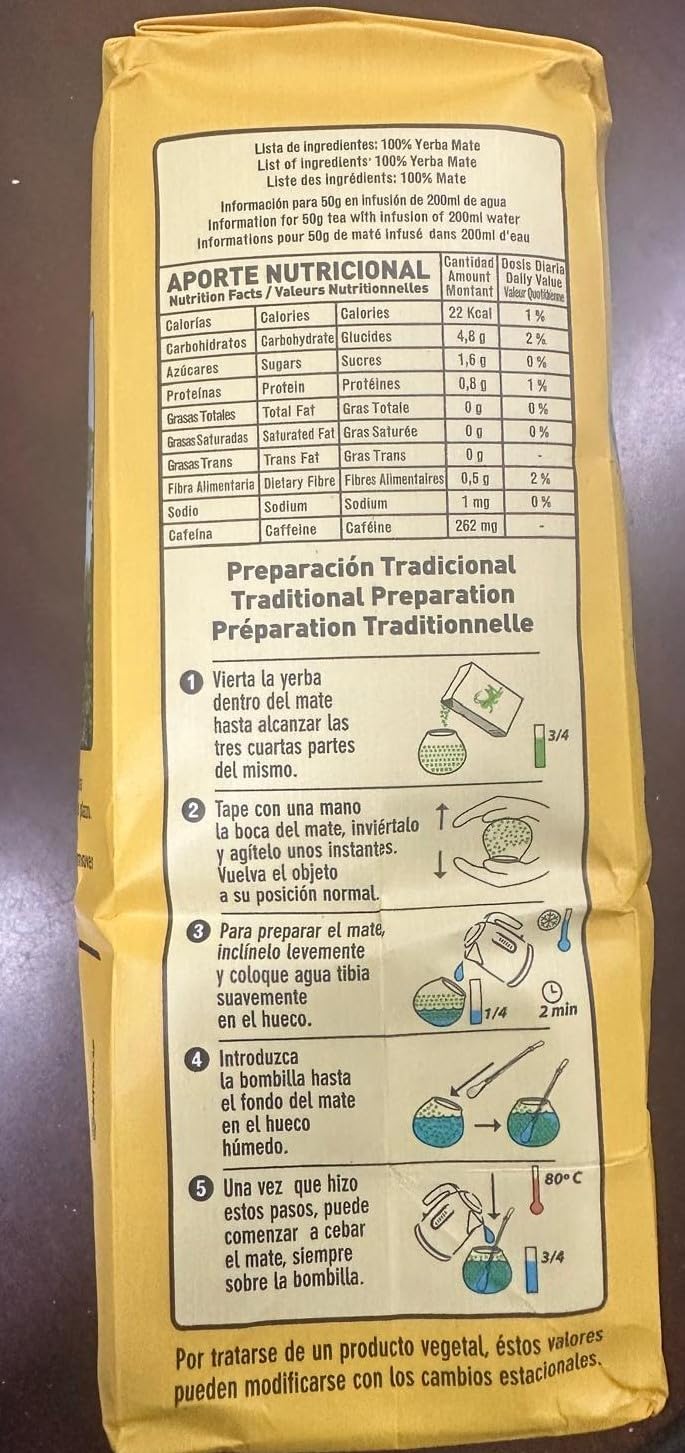 Lista de ingredientes: 100% Yerba Mate
List of ingredients: 100% Yerba Mate
Liste des ingrédients: 100% Mate
Información para 50g en infusión de 200ml de agua
Information for 50g tea with infusion of 200ml water
Informations pour 50g de maté infusé dans 200ml d'eau
APORTE NUTRICIONAL
Nutrition Facts / Valeurs Nutritionnelles
Cantidad Dosis Diaria
Amount Daily Value
Montant Valeur Quotidienne
Calorías Calories Calories 22 Kcal 1%
Carbohidratos Carbohydrate Glucides 4,8 g 2%
Azúcares Sugars Sucres 1,6 g 0%
Proteínas Protein Protéines 0,8 g 1%
Grasas Totales Total Fat Gras Totale 0 g 0%
Grasas Saturadas Saturated Fat Gras Saturée 0 g 0%
Grasas Trans Trans Fat Gras Trans 0 g -
Fibra Alimentaria Dietary Fibre Fibres Alimentaires 0,5 g 2%
Sodio Sodium Sodium 1 mg 0%
Cafeína Caffeine Caféine 262 mg -
Preparación Tradicional
Traditional Preparation
Préparation Traditionnelle
1 Vierta la yerba
dentro del mate
hasta alcanzar las
tres cuartas partes
del mismo.
3/4
2 Tape con una mano
la boca del mate, inviértalo
y agítelo unos instantes.
Vuelva el objeto
a su posición normal.
3 Para preparar el mate,
inclínelo levemente
y coloque agua tibia
suavemente
en el hueco.
1/4 2 min
4 Introduzca
la bombilla hasta
el fondo del mate
en el hueco
húmedo.
5 Una vez que hizo
estos pasos, puede
comenzar a cebar
el mate, siempre
sobre la bombilla.
80°C
3/4
Por tratarse de un producto vegetal, éstos valores
pueden modificarse con los cambios estacionales.